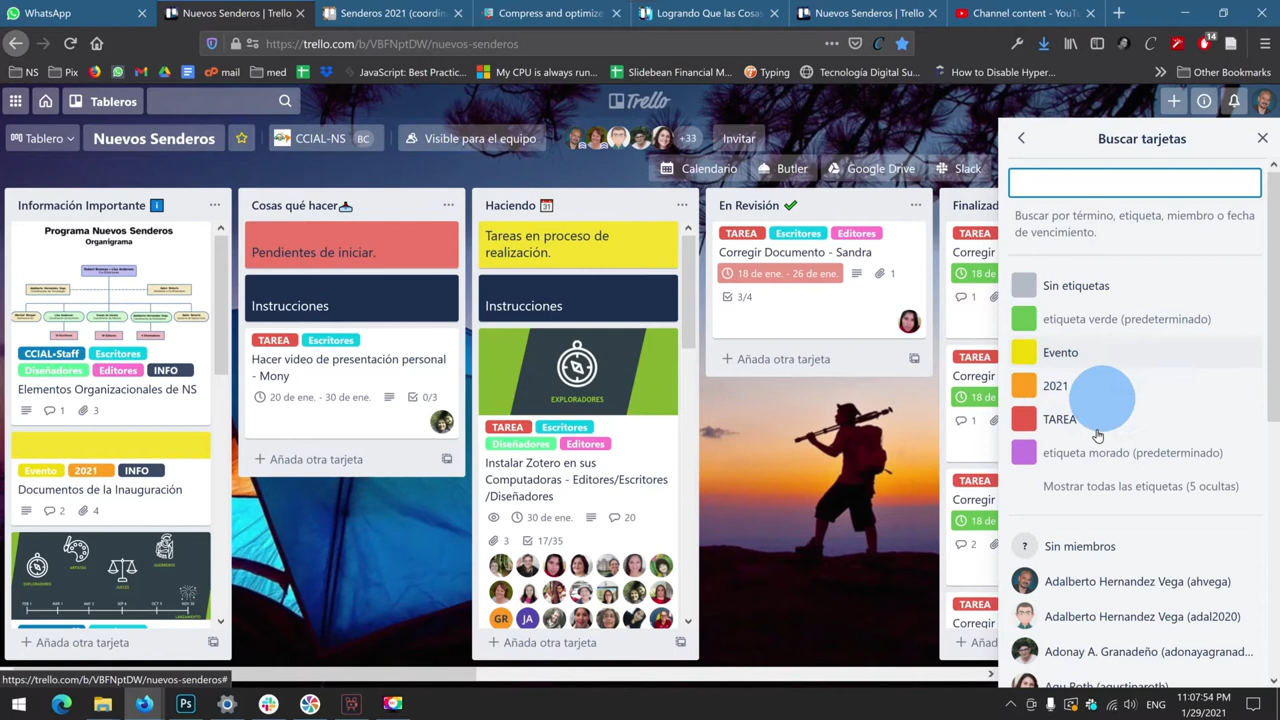 WhatsApp
Nuevos Senderos | Trello
Senderos 2021 (coordin
Compress and optimize
Logrando Que las Cosas
Nuevos Senderos | Trello
Channel content - YouTu
https://trello.com/b/VBFNptDW/nuevos-senderos
14
NS
Pix
mail
med
JavaScript: Best Practic...
My CPU is always run...
Slidebean Financial M...
Typing
Tecnología Digital Su...
How to Disable Hyper...
Other Bookmarks
Tableros
Trello
Tablero
Nuevos Senderos
CCIAL-NS
BC
Visible para el equipo
+33
Invitar
Calendario
Butler
Google Drive
Slack
Información Importante
Programa Nuevos Senderos
Organigrama
CCIAL•Staff
Escritores
Diseñadores
Editores
INFO
Elementos Organizacionales de NS
1
3
Evento
2021
INFO
Documentos de la Inauguración
2
4
EXPLORADORES
ARTISTAS
JUECES
GUERREROS
Añada otra tarjeta
Cosas qué hacer
Pendientes de iniciar.
Instrucciones
TAREA
Escritores
Hacer video de presentación personal
- Mony
20 de ene. - 30 de ene.
0/3
Añada otra tarjeta
Haciendo
Tareas en proceso de
realización.
Instrucciones
EXPLORADORES
TAREA
Escritores
Diseñadores
Editores
Instalar Zotero en sus
Computadoras - Editores/Escritores
/Diseñadores
30 de ene.
20
3
17/35
GR
JA
Añada otra tarjeta
En Revisión
TAREA
Escritores
Editores
Corregir Documento - Sandra
18 de ene. - 26 de ene.
1
3/4
Añada otra tarjeta
Finalizad
TAREA
Corregir
18 de
1
TAREA
Corregir
18 de
1
TAREA
Corregir
18 de
2
TAREA
Corregir
Aña
Buscar tarjetas
Buscar por término, etiqueta, miembro o fecha
de vencimiento.
Sin etiquetas
etiqueta verde (predeterminado)
Evento
2021
TAREA
etiqueta morado (predeterminado)
Mostrar todas las etiquetas (5 ocultas)
?
Sin miembros
Adalberto Hernandez Vega (ahvega)
Adalberto Hernandez Vega (adal2020)
Adonay A. Granadeño (adonayagranad...
Agu Roth (agustinaroth)
https://trello.com/b/VBFNptDW/nuevos-senderos#
Ps
ENG
11:07:54 PM
1/29/2021